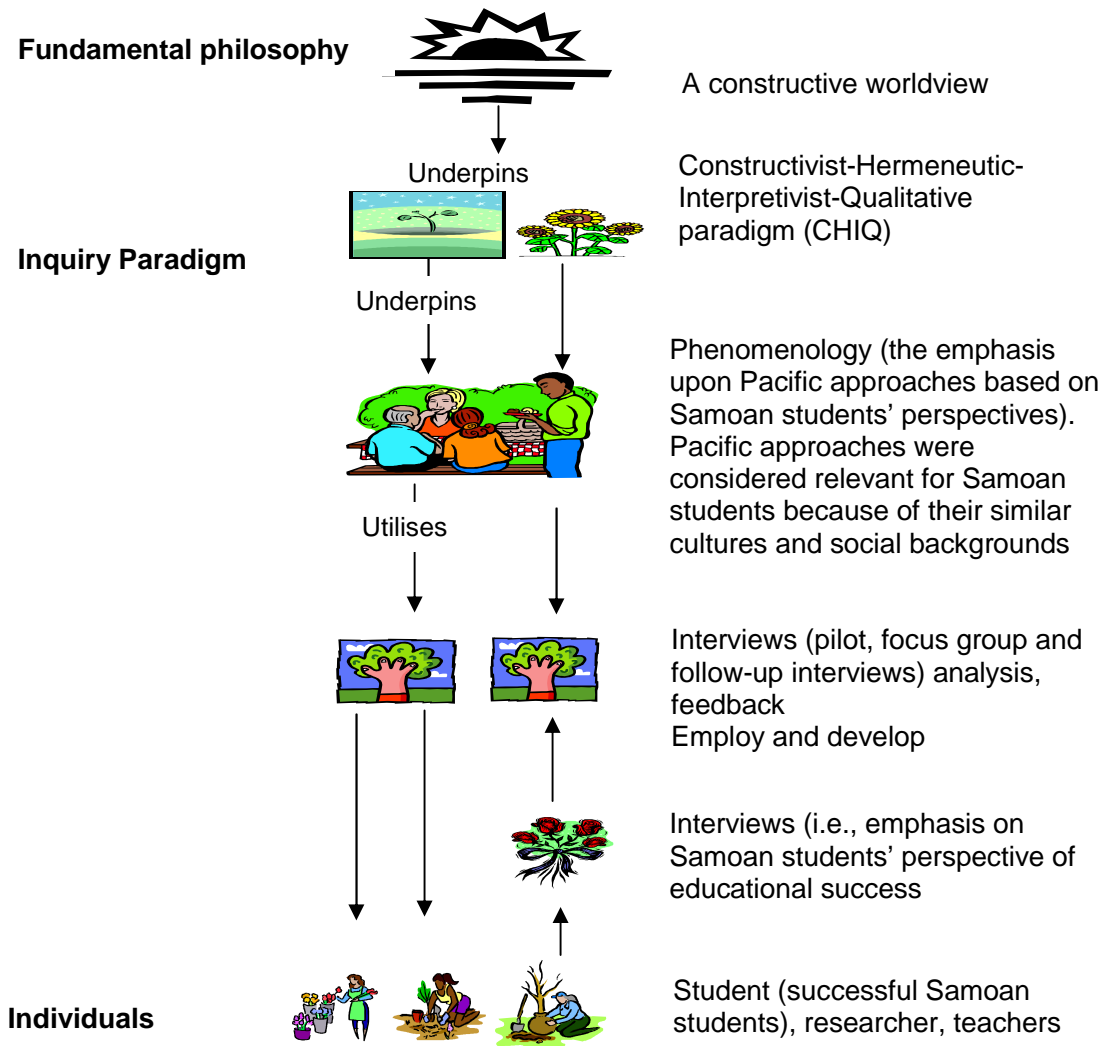 Fundamental philosophy
A constructive worldview
Underpins
Constructivist-Hermeneutic-
Interpretivist-Qualitative
paradigm (CHIQ)
Inquiry Paradigm
Underpins
Phenomenology (the emphasis
upon Pacific approaches based on
Samoan students’ perspectives).
Pacific approaches were
considered relevant for Samoan
students because of their similar
cultures and social backgrounds
Utilises
Interviews (pilot, focus group and
follow-up interviews) analysis,
feedback
Employ and develop
Interviews (i.e., emphasis on
Samoan students’ perspective of
educational success
Individuals
Student (successful Samoan
students), researcher, teachers